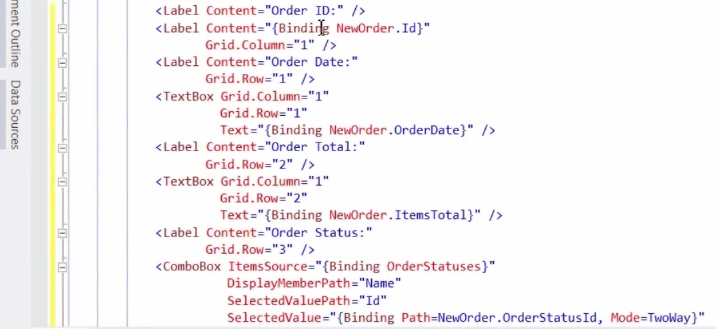 <Label Content="Order ID:" />
<Label Content="{Binding NewOrder.Id}"
Grid.Column="1" />
<Label Content="Order Date:"
Grid.Row="1" />
<TextBox Grid.Column="1"
Grid.Row="1"
Text="{Binding NewOrder.OrderDate}" />
<Label Content="Order Total:"
Grid.Row="2" />
<TextBox Grid.Column="1"
Grid.Row="2"
Text="{Binding NewOrder.ItemsTotal}" />
<Label Content="Order Status:"
Grid.Row="3" />
<ComboBox ItemsSource="{Binding OrderStatuses}"
DisplayMemberPath="Name"
SelectedValuePath="Id"
SelectedValue="{Binding Path=NewOrder.OrderStatusId, Mode=TwoWay}"
Outline
Data Sources